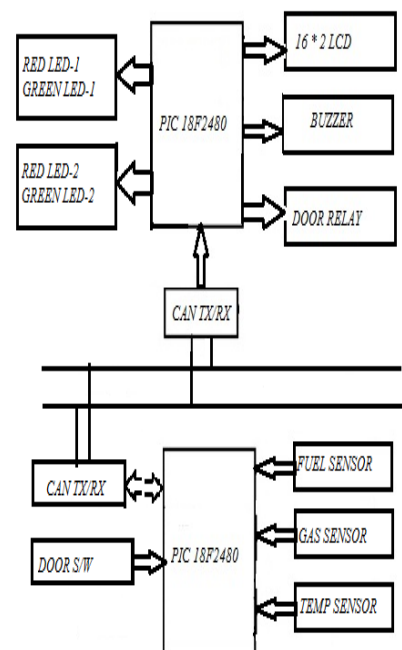 RED LED-1
GREEN LED-1
RED LED-2
GREEN LED-2
PIC 18F2480
16 * 2 LCD
BUZZER
DOOR RELAY
CAN TX/RX
CAN TX/RX
DOOR S/W
PIC 18F2480
FUEL SENSOR
GAS SENSOR
TEMP SENSOR